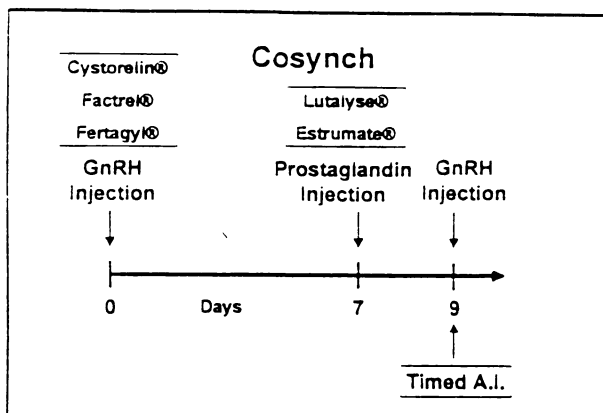 Cosynch
Cystorelin®
Factrel®
Fertagyl®
GnRH
Injection
Lutalyse®
Estrumate®
Prostaglandin
Injection
GnRH
Injection
0
Days
7
9
Timed A.I.